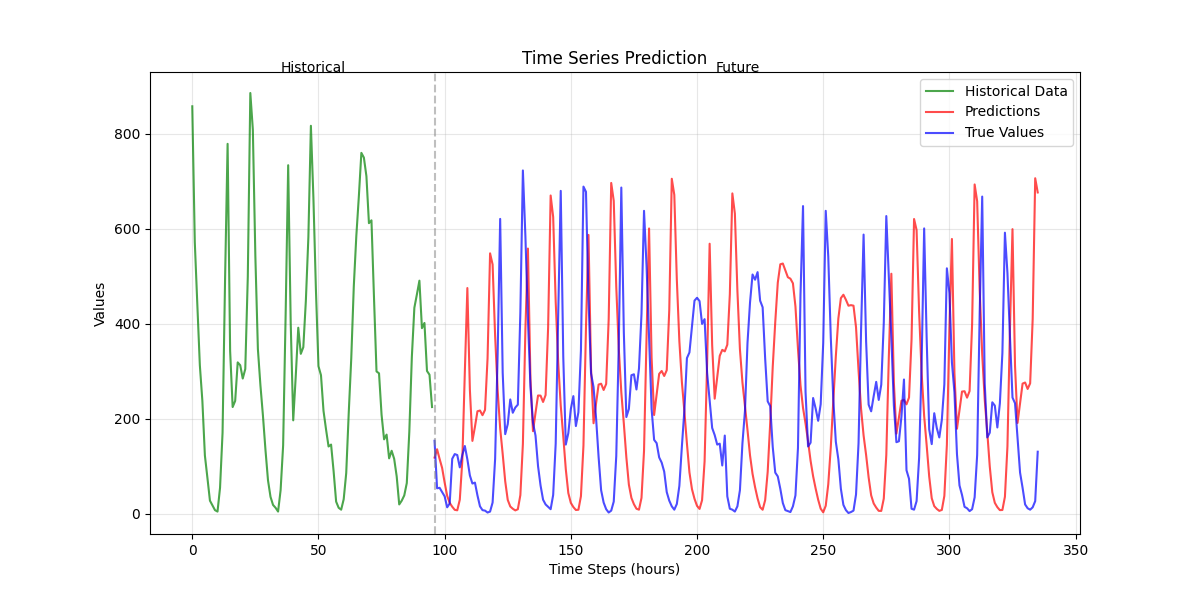 Time Series Prediction
Historical
Future
Historical Data
Predictions
True Values
Values
800
600
400
200
0
0
50
100
150
200
250
300
350
Time Steps (hours)